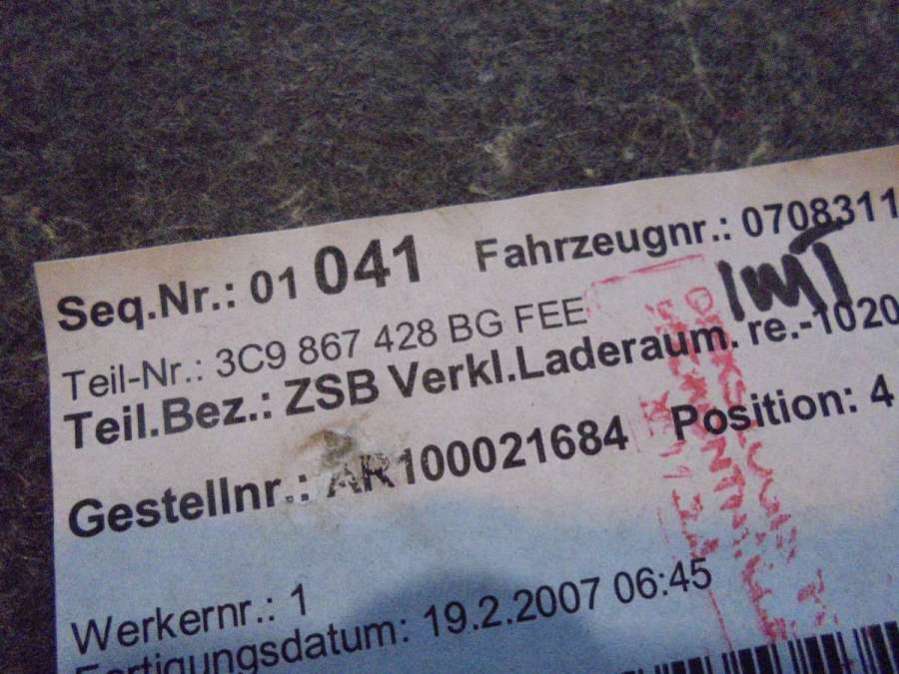 Seq.Nr.: 01 041 Fahrzeugnr.: 0708311
Teil-Nr.: 3C9 867 428 BG FEE
Teil.Bez.: ZSB Verkl.Laderaum. re.-1020
Gestellnr.: AR100021684 Position: 4
Werkernr.: 1
Fertigungsdatum: 19.2.2007 06:45